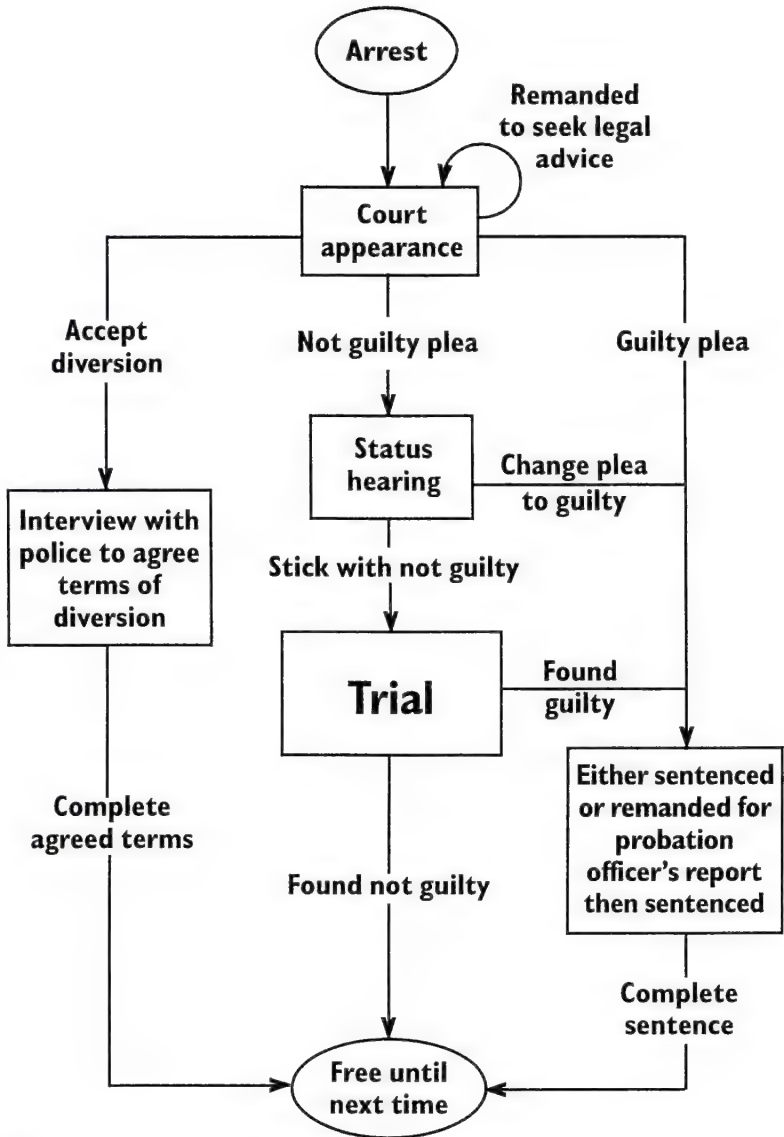 Arrest
Remanded
to seek legal
advice
Court
appearance
Accept
diversion
Not guilty plea
Guilty plea
Status
hearing
Change plea
to guilty
Interview with
police to agree
terms of
diversion
Stick with not guilty
Trial
Found
guilty
Either sentenced
or remanded for
probation
officer's report
then sentenced
Complete
agreed terms
Found not guilty
Complete
sentence
Free until
next time